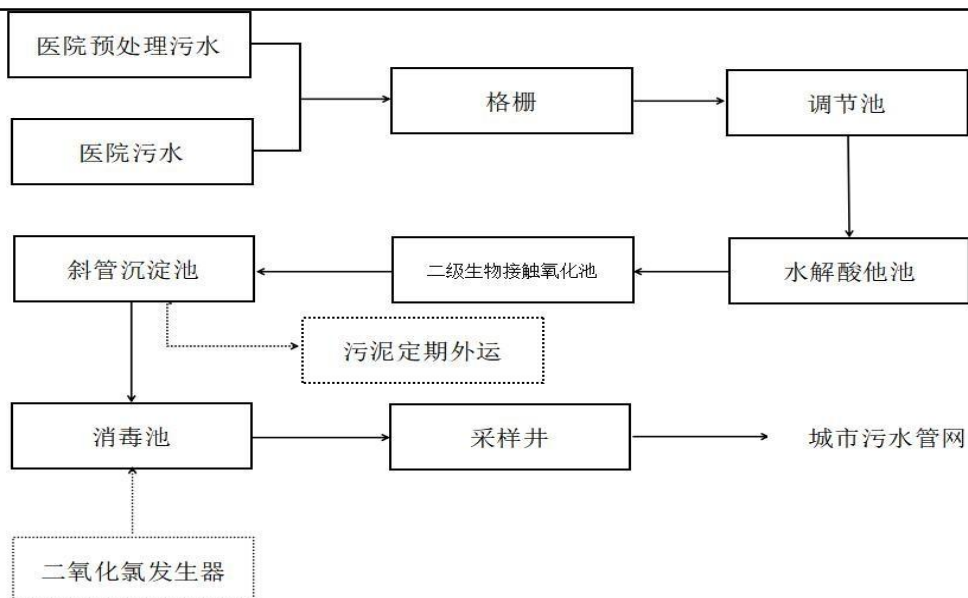 医院预处理污水
格栅
调节池
医院污水
斜管沉淀池
二级生物接触氧化池
水解酸他池
污泥定期外运
消毒池
采样井
城市污水管网
二氧化氯发生器